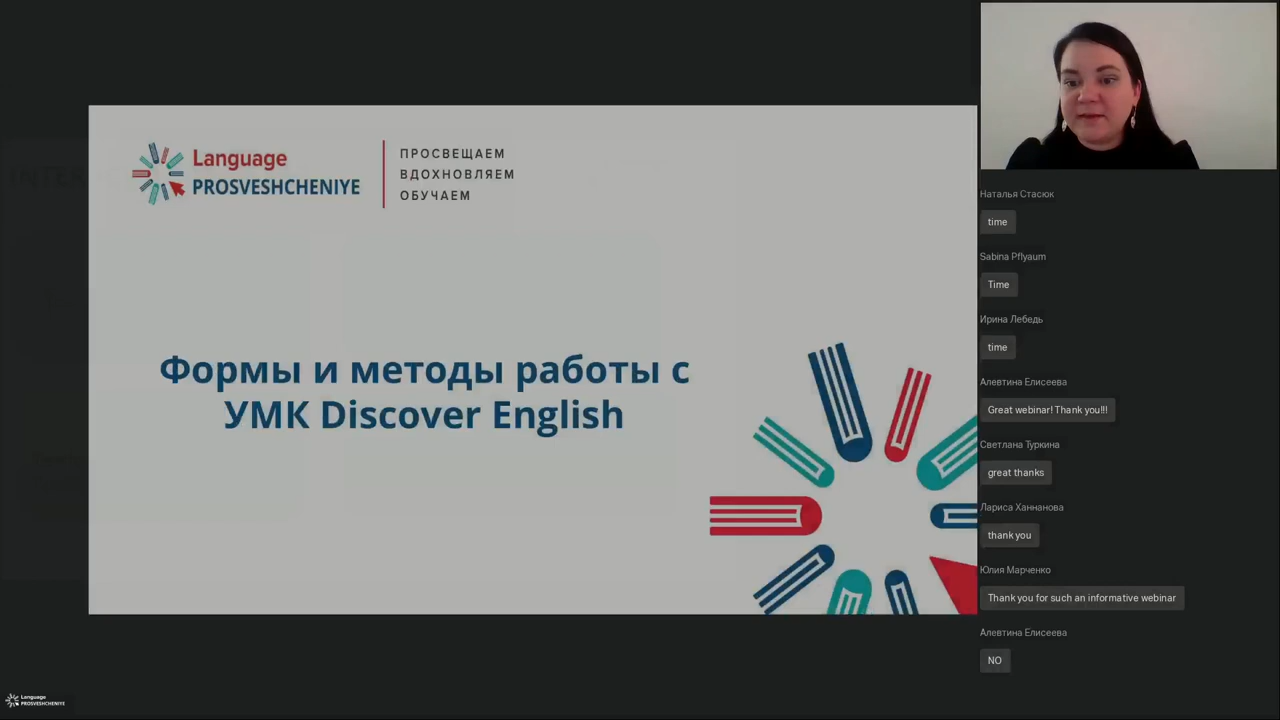 Language
PROSVESHCHENIYE
ПРОСВЕЩАЕМ
ВДОХНОВЛЯЕМ
ОБУЧАЕМ
Формы и методы работы с
УМК Discover English
Наталья Стасюк
time
Sabina Pflyaum
Time
Ирина Лебедь
time
Алевтина Елисеева
Great webinar! Thank you!!!
Светлана Туркина
great thanks
Лариса Ханнанова
thank you
Юлия Марченко
Thank you for such an informative webinar
Алевтина Елисеева
NO
Language
PROSVESHCHENIYE